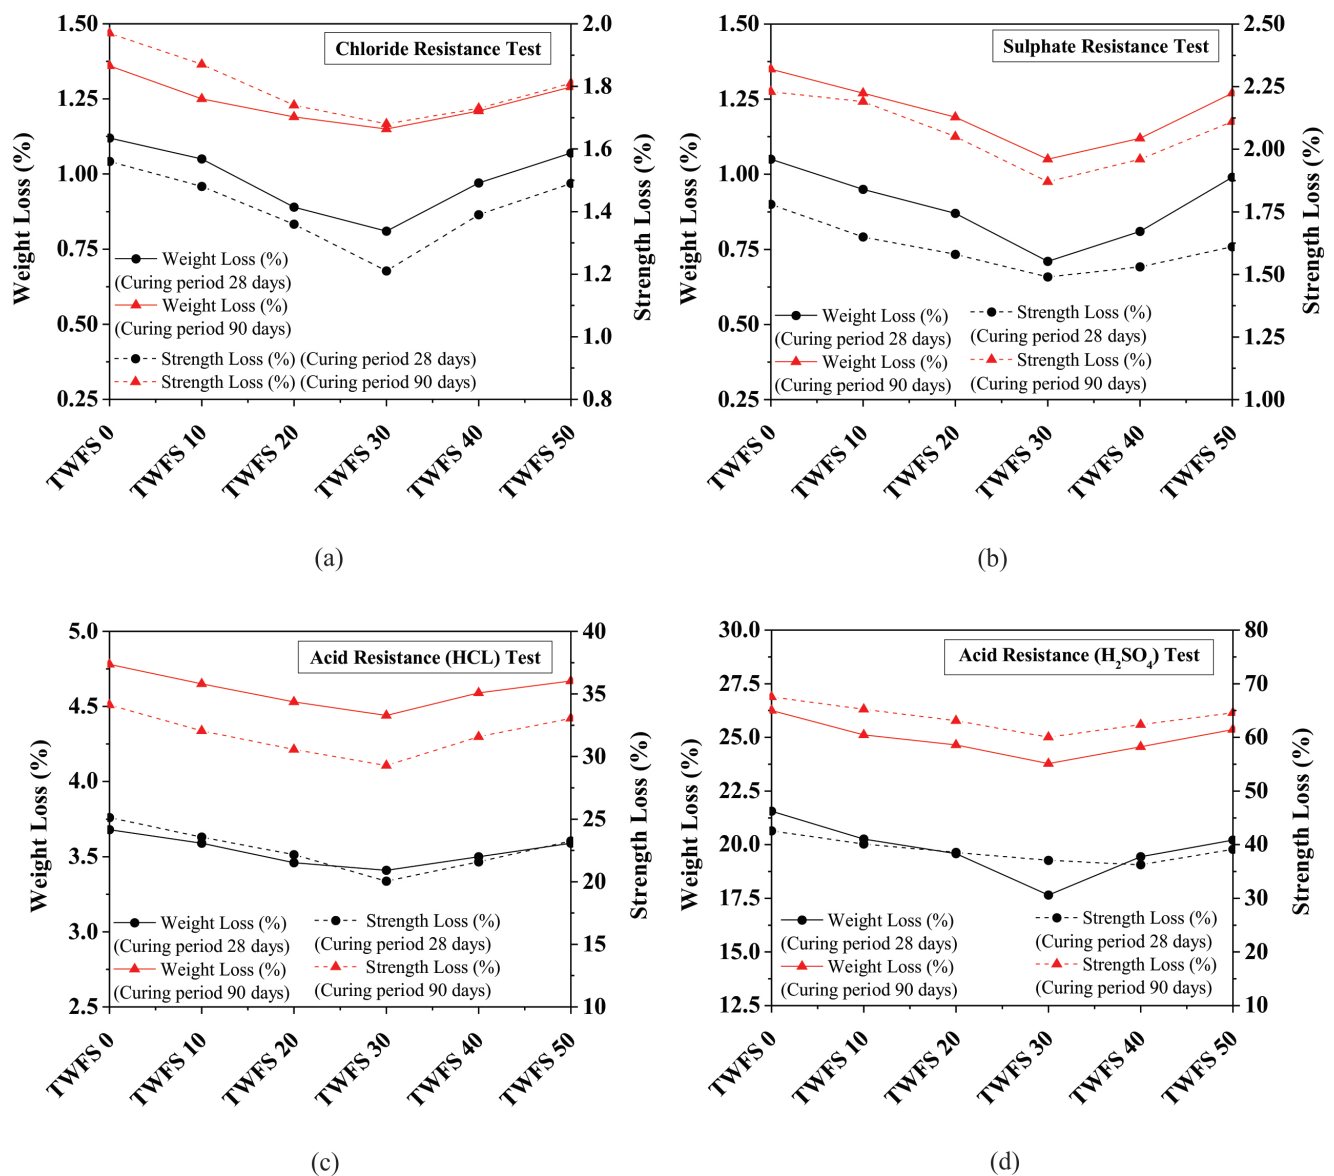 Chloride Resistance Test
Weight Loss (%)
1.50
1.25
1.00
0.75
0.50
0.25
Strength Loss (%)
2.0
1.8
1.6
1.4
1.2
1.0
0.8
Weight Loss (%)
(Curing period 28 days)
Weight Loss (%)
(Curing period 90 days)
Strength Loss (%) (Curing period 28 days)
Strength Loss (%) (Curing period 90 days)
TWFS 0
TWFS 10
TWFS 20
TWFS 30
TWFS 40
TWFS 50
(a)
Sulphate Resistance Test
Weight Loss (%)
1.50
1.25
1.00
0.75
0.50
0.25
Strength Loss (%)
2.50
2.25
2.00
1.75
1.50
1.25
1.00
Weight Loss (%)
(Curing period 28 days)
Weight Loss (%)
(Curing period 90 days)
Strength Loss (%)
(Curing period 28 days)
Strength Loss (%)
(Curing period 90 days)
TWFS 0
TWFS 10
TWFS 20
TWFS 30
TWFS 40
TWFS 50
(b)
Acid Resistance (HCL) Test
Weight Loss (%)
5.0
4.5
4.0
3.5
3.0
2.5
Strength Loss (%)
40
35
30
25
20
15
10
Weight Loss (%)
(Curing period 28 days)
Weight Loss (%)
(Curing period 90 days)
Strength Loss (%)
(Curing period 28 days)
Strength Loss (%)
(Curing period 90 days)
TWFS 0
TWFS 10
TWFS 20
TWFS 30
TWFS 40
TWFS 50
(c)
Acid Resistance (H₂SO₄) Test
Weight Loss (%)
30.0
27.5
25.0
22.5
20.0
17.5
15.0
12.5
Strength Loss (%)
80
70
60
50
40
30
20
10
Weight Loss (%)
(Curing period 28 days)
Weight Loss (%)
(Curing period 90 days)
Strength Loss (%)
(Curing period 28 days)
Strength Loss (%)
(Curing period 90 days)
TWFS 0
TWFS 10
TWFS 20
TWFS 30
TWFS 40
TWFS 50
(d)